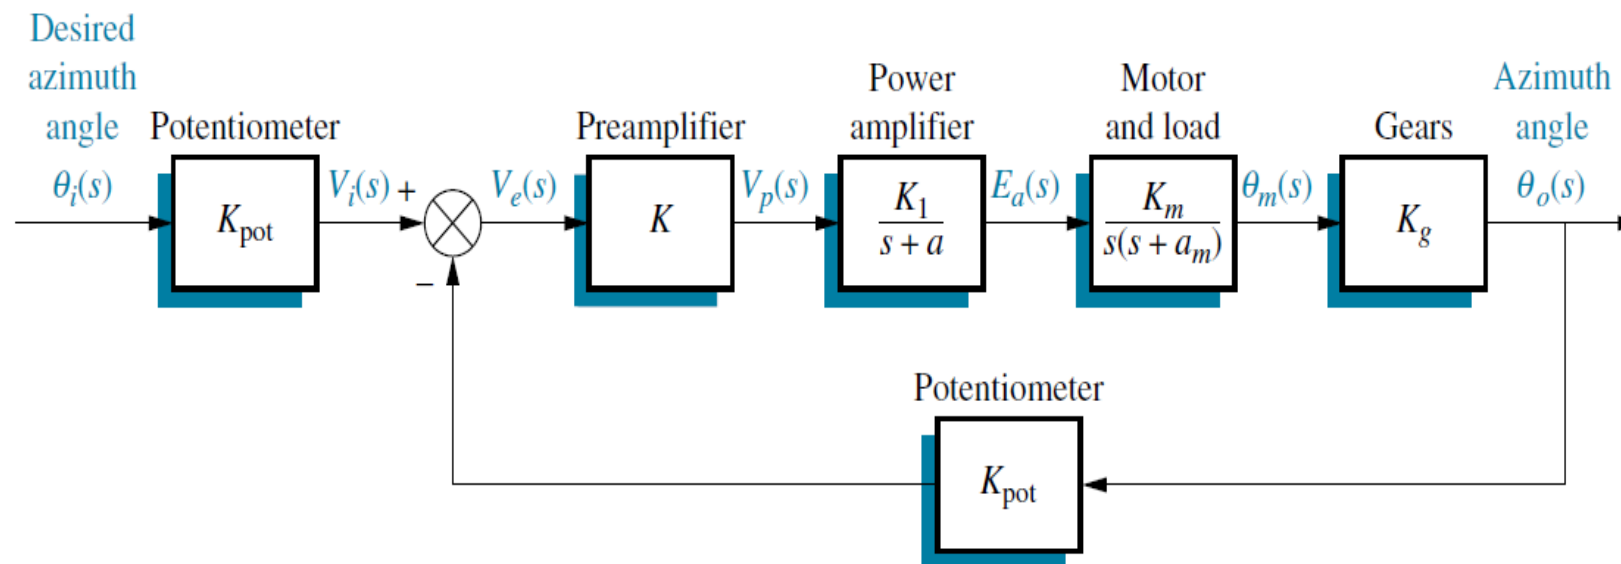 Desired
azimuth
angle
θi(s)
Potentiometer
Kpot
Vi(s) +
−
Ve(s)
Preamplifier
K
Vp(s)
Power
amplifier
K1
s + a
Ea(s)
Motor
and load
Km
s(s + am)
θm(s)
Gears
Kg
Azimuth
angle
θo(s)
Potentiometer
Kpot